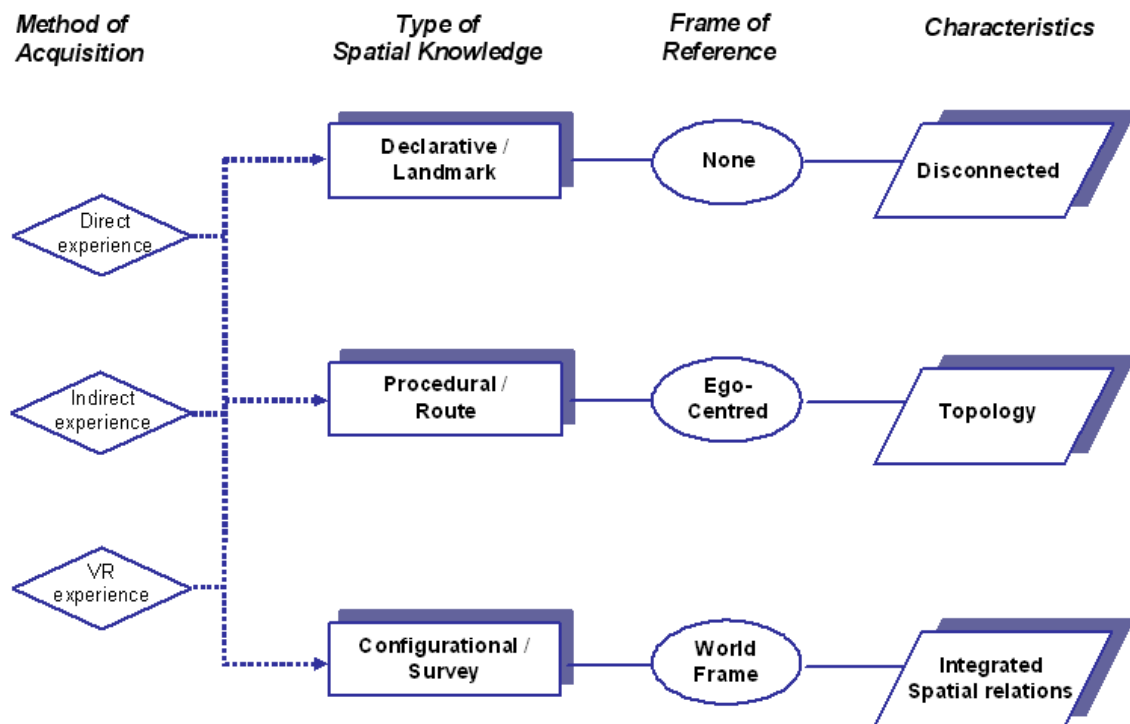 Method of
Acquisition
Type of
Spatial Knowledge
Frame of
Reference
Characteristics
Declarative /
Landmark
None
Disconnected
Direct
experience
Procedural /
Route
Ego-
Centred
Topology
Indirect
experience
VR
experience
Configurational /
Survey
World
Frame
Integrated
Spatial relations